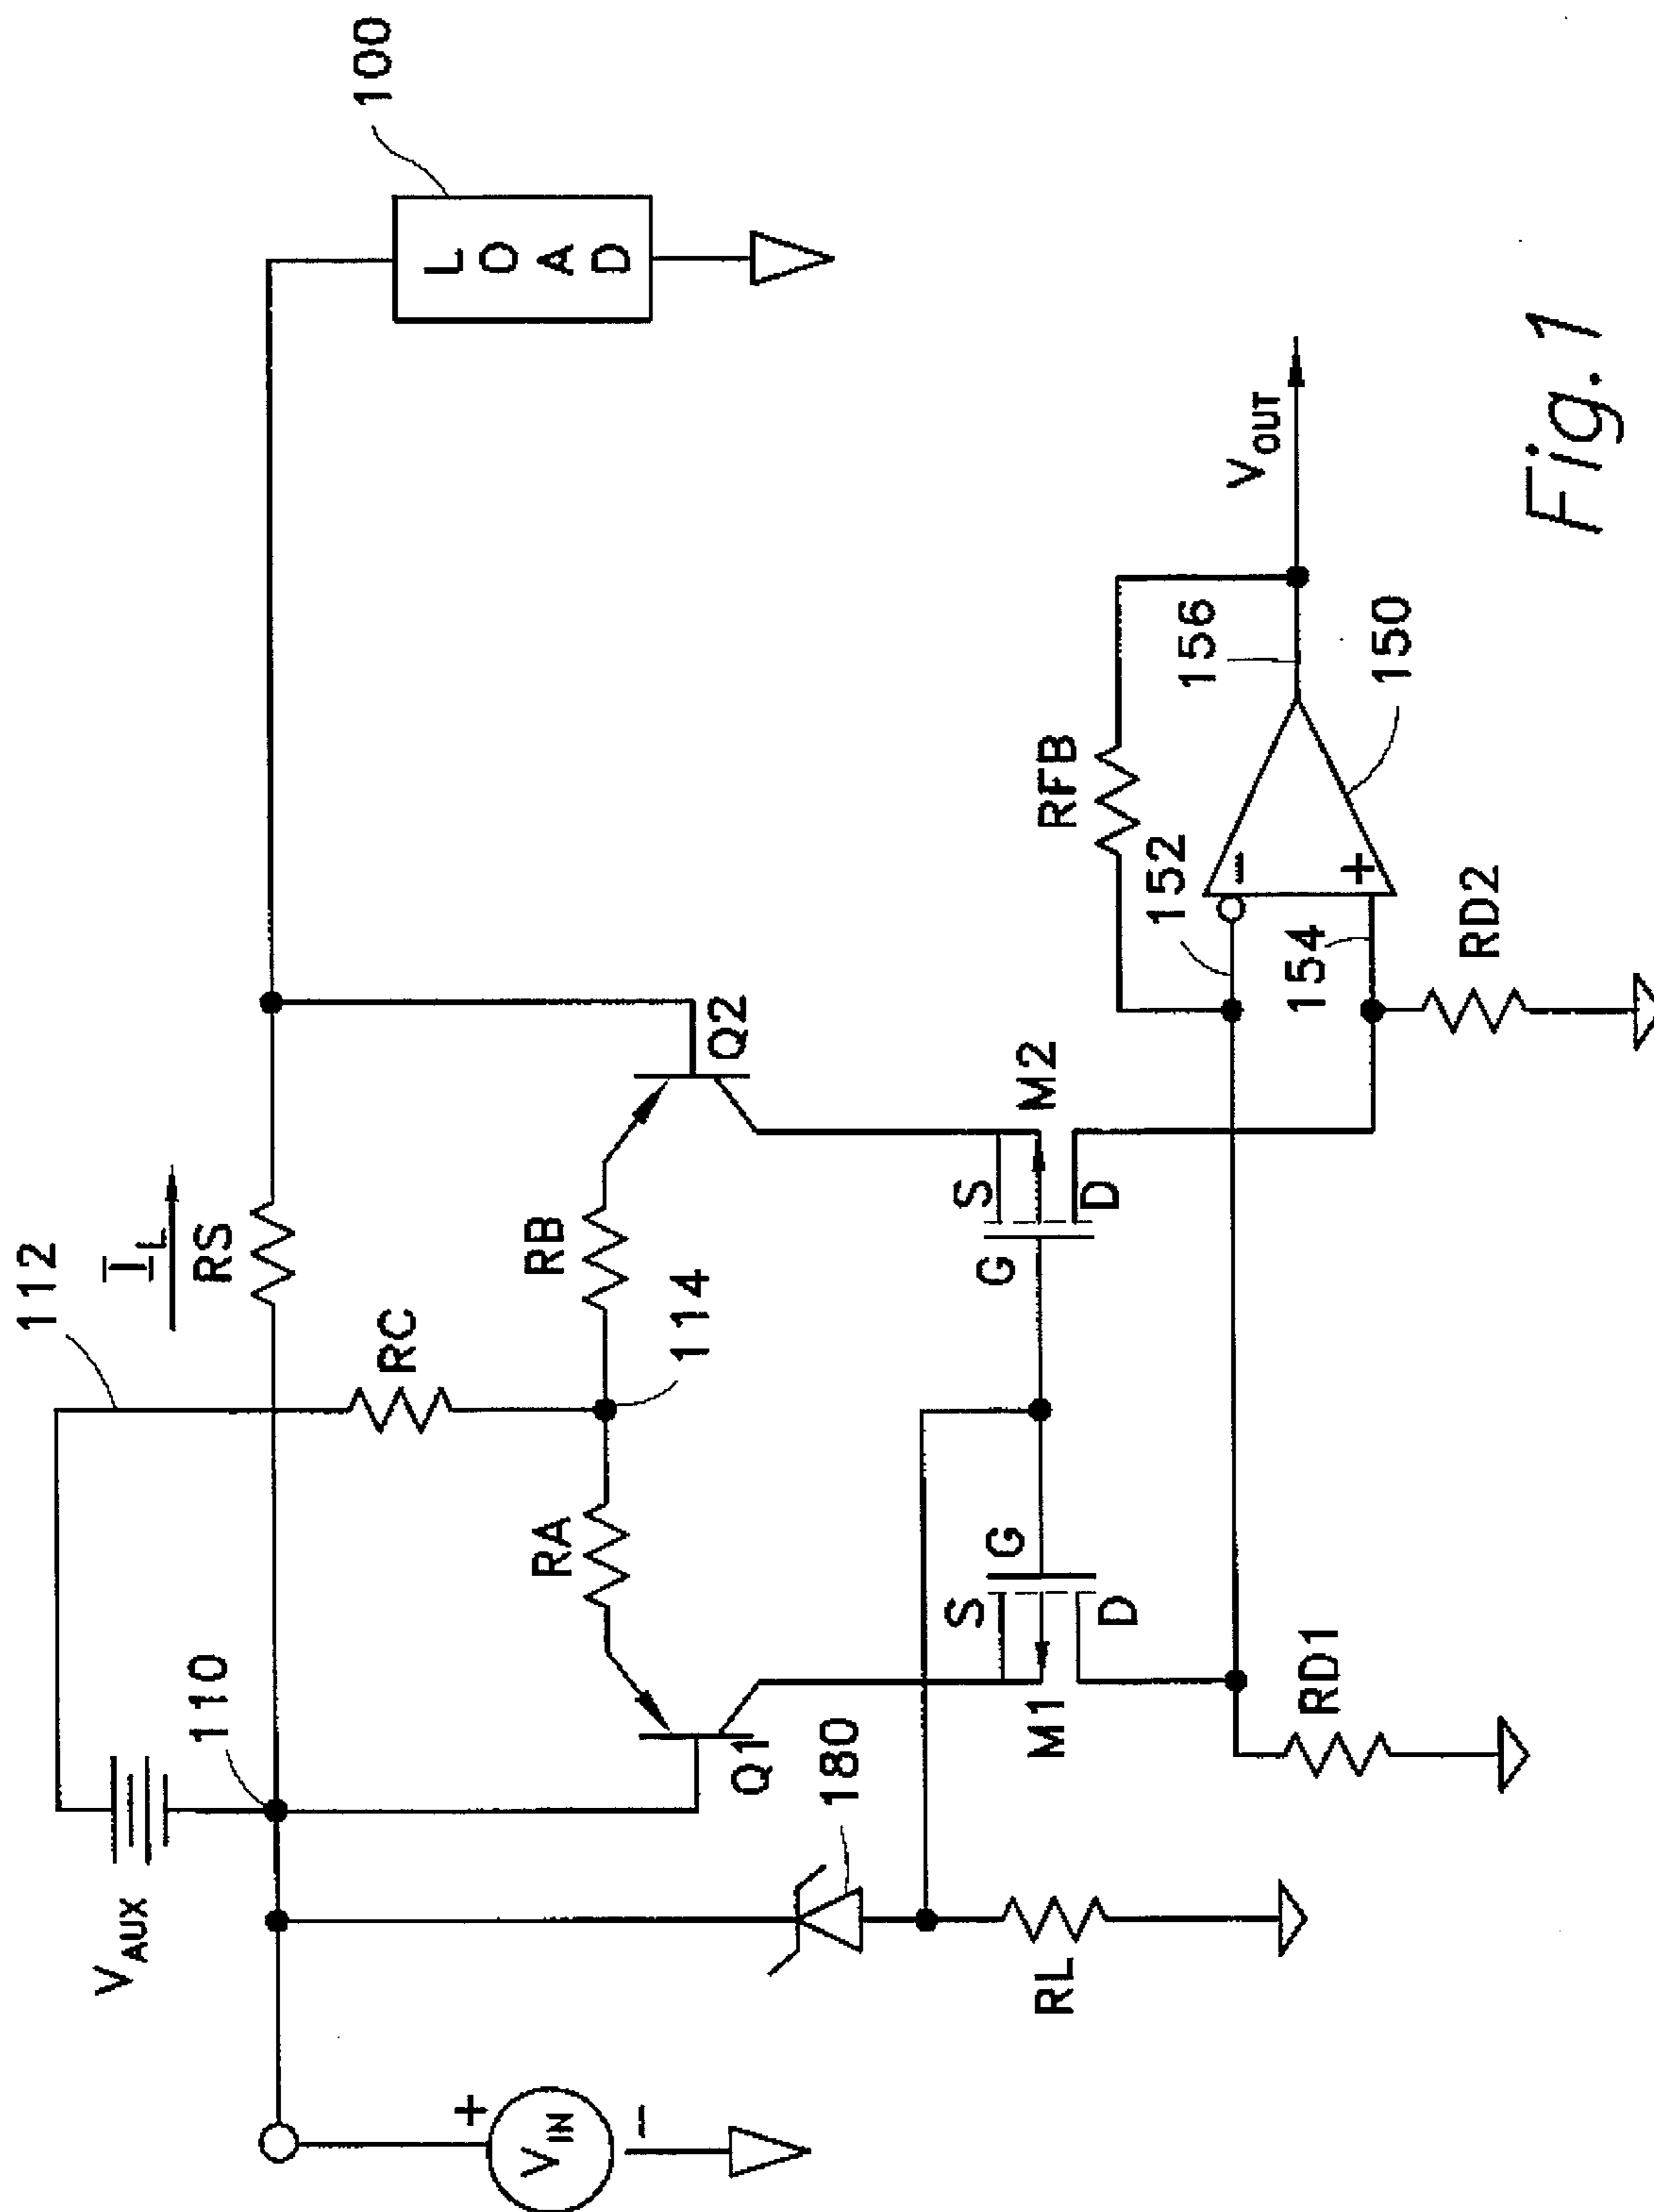 112
I_L
RS
V_AUX
110
RC
100
LOAD
RA
RB
114
Q1
Q2
180
S
G
M1
D
S
G
M2
D
RL
RD1
RFB
152
156
V_OUT
154
-
+
150
RD2
+
V_IN
-
Fig. 1